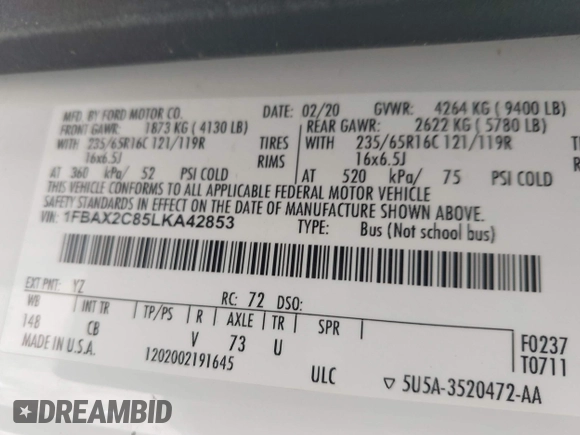 MFD. BY FORD MOTOR CO. DATE: 02/20 GVWR: 4264 KG ( 9400 LB)
FRONT GAWR: 1873 KG ( 4130 LB) REAR GAWR: 2622 KG ( 5780 LB)
WITH 235/65R16C 121/119R TIRES WITH 235/65R16C 121/119R
16x6.5J RIMS 16x6.5J
AT 360 kPa/ 52 PSI COLD AT 520 kPa/ 75 PSI COLD
THIS VEHICLE CONFORMS TO ALL APPLICABLE FEDERAL MOTOR VEHICLE
SAFETY STANDARDS IN EFFECT ON THE DATE OF MANUFACTURE SHOWN ABOVE.
VIN: 1FBAX2C85LKA42853 TYPE: Bus (Not school bus)
EXT PNT: YZ RC: 72 DSO:
WB INT TR TP/PS R AXLE TR SPR
148 CB V 73 U
F0237
T0711
MADE IN U.S.A. 1202002191645 ULC ▽ 5U5A-3520472-AA
DREAMBID